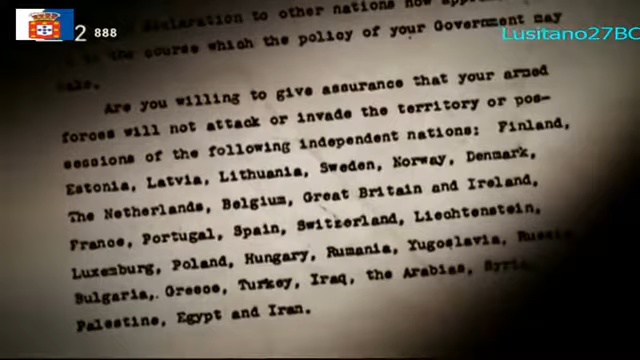 2 888
Lusitano27BC
declaration to other nations now
the course which the policy of your Government may
Are you willing to give assurance that your armed
forces will not attack or invade the territory or pos-
sessions of the following independent nations: Finland,
Estonia, Latvia, Lithuania, Sweden, Norway, Denmark,
The Netherlands, Belgium, Great Britain and Ireland,
France, Portugal, Spain, Switzerland, Liechtenstein,
Luxemburg, Poland, Hungary, Rumania, Yugoslavia, Russia
Bulgaria, Greece, Turkey, Iraq, the Arabias, Syria
Palestine, Egypt and Iran.